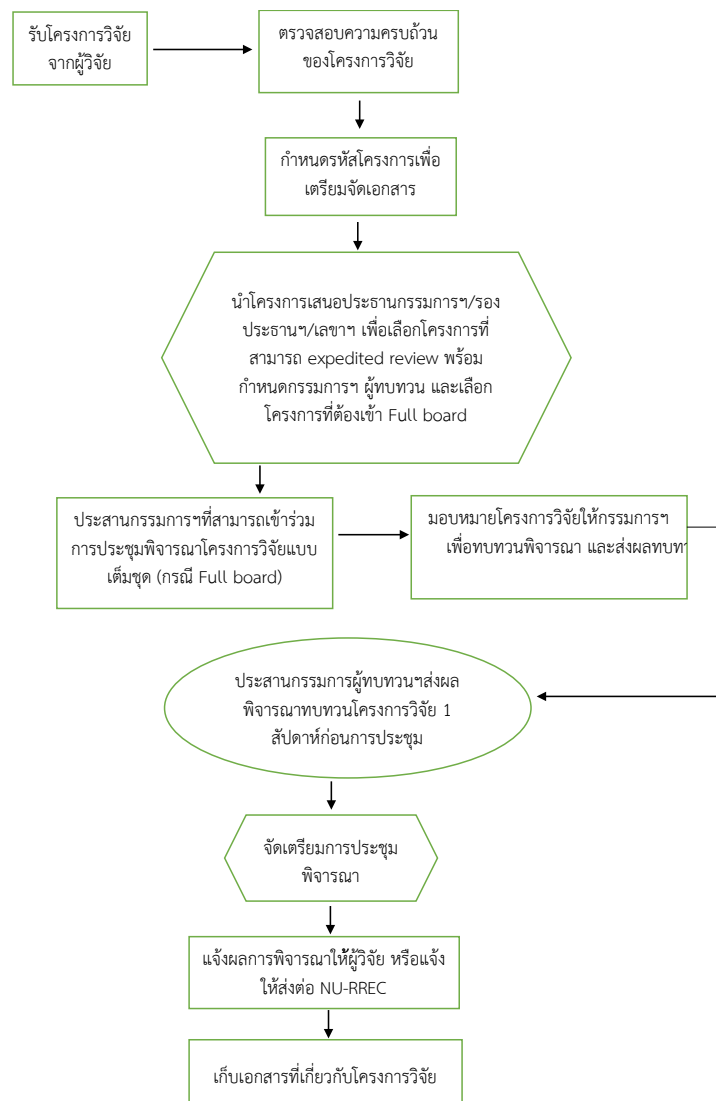 รับโครงการวิจัย
จากผู้วิจัย
ตรวจสอบความครบถ้วน
ของโครงการวิจัย
กำหนดรหัสโครงการเพื่อ
เตรียมจัดเอกสาร
นำโครงการเสนอประธานกรรมการฯ/รอง
ประธานฯ/เลขาฯ เพื่อเลือกโครงการที่
สามารถ expedited review พร้อม
กำหนดกรรมการฯ ผู้ทบทวน และเลือก
โครงการที่ต้องเข้า Full board
ประสานกรรมการฯที่สามารถเข้าร่วม
การประชุมพิจารณาโครงการวิจัยแบบ
เต็มชุด (กรณี Full board)
มอบหมายโครงการวิจัยให้กรรมการฯ
เพื่อทบทวนพิจารณา และส่งผล
ประสานกรรมการผู้ทบทวนฯส่งผล
พิจารณาทบทวนโครงการวิจัย 1
สัปดาห์ก่อนการประชุม
จัดเตรียมการประชุม
พิจารณา
แจ้งผลการพิจารณาให้ผู้วิจัย หรือแจ้ง
ให้ส่งต่อ NU-RREC
เก็บเอกสารที่เกี่ยวกับโครงการวิจัย